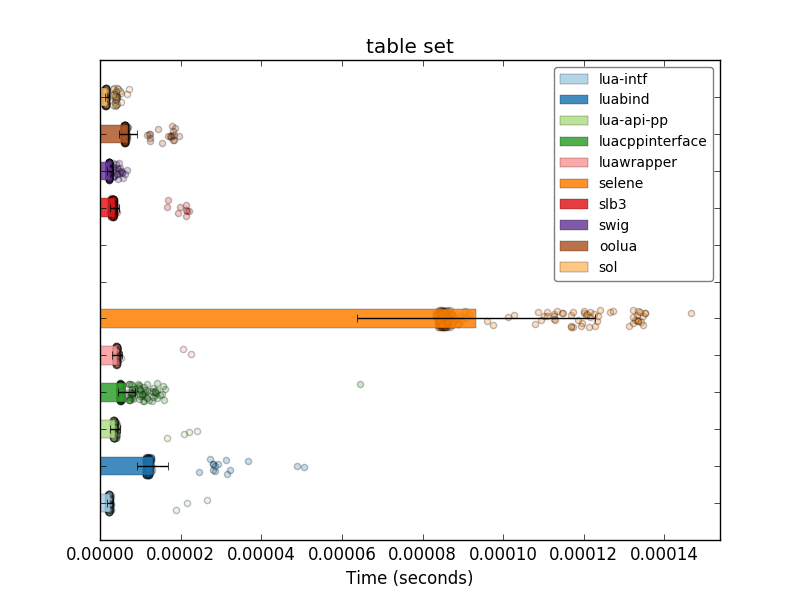 table set
lua-intf
luabind
lua-api-pp
luacppinterface
luawrapper
selene
slb3
swig
oolua
sol
0.00000 0.00002 0.00004 0.00006 0.00008 0.00010 0.00012 0.00014
Time (seconds)